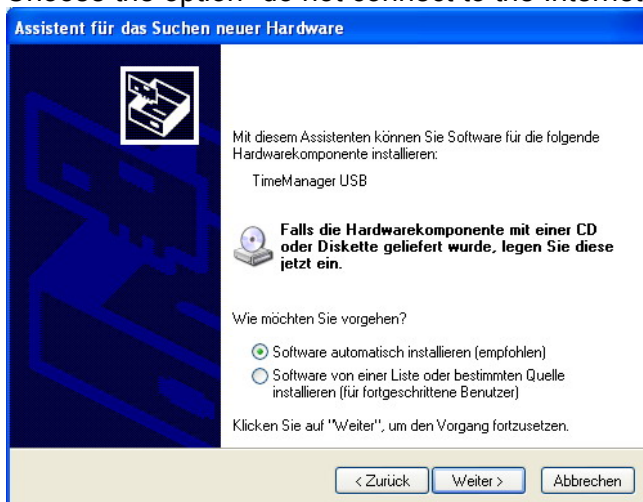 Choose the option "do not connect to the Internet
Assistent für das Suchen neuer Hardware
Mit diesem Assistenten können Sie Software für die folgende
Hardwarekomponente installieren:
TimeManager USB
Falls die Hardwarekomponente mit einer CD
oder Diskette geliefert wurde, legen Sie diese
jetzt ein.
Wie möchten Sie vorgehen?
Software automatisch installieren (empfohlen)
Software von einer Liste oder bestimmten Quelle
installieren (für fortgeschrittene Benutzer)
Klicken Sie auf "Weiter", um den Vorgang fortzusetzen.
< Zurück Weiter > Abbrechen